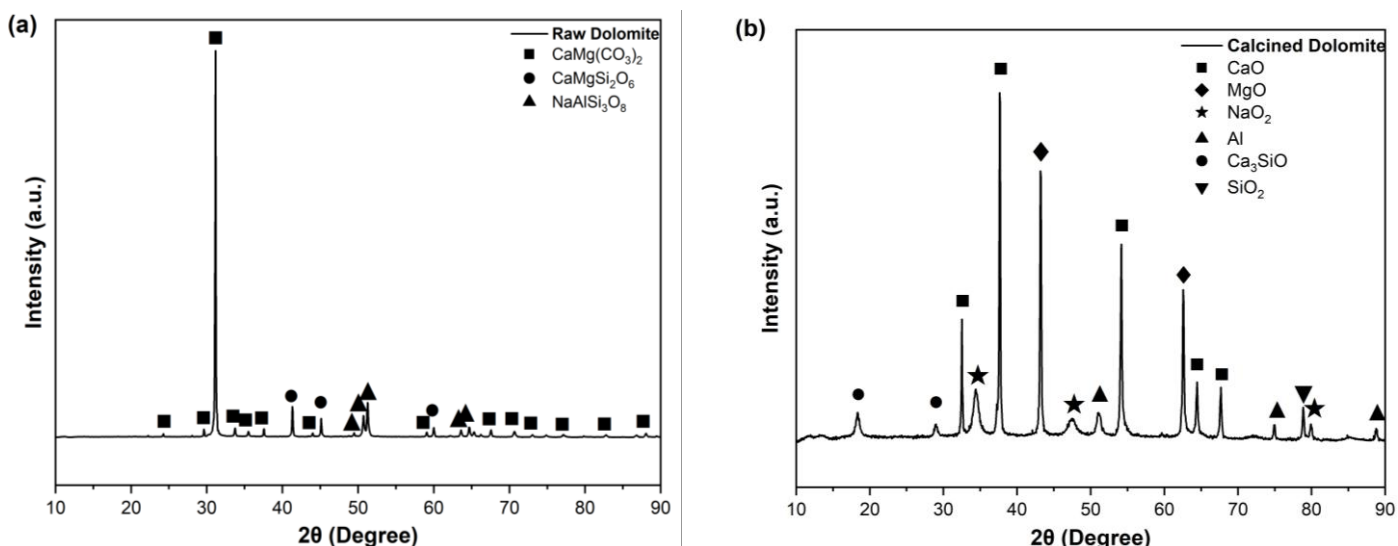 (a)
Raw Dolomite
CaMg(CO₃)₂
CaMgSi₂O₆
NaAlSi₃O₈
Intensity (a.u.)
10 20 30 40 50 60 70 80 90
2θ (Degree)
(b)
Calcined Dolomite
CaO
MgO
NaO₂
Al
Ca₃SiO
SiO₂
Intensity (a.u.)
10 20 30 40 50 60 70 80 90
2θ (Degree)